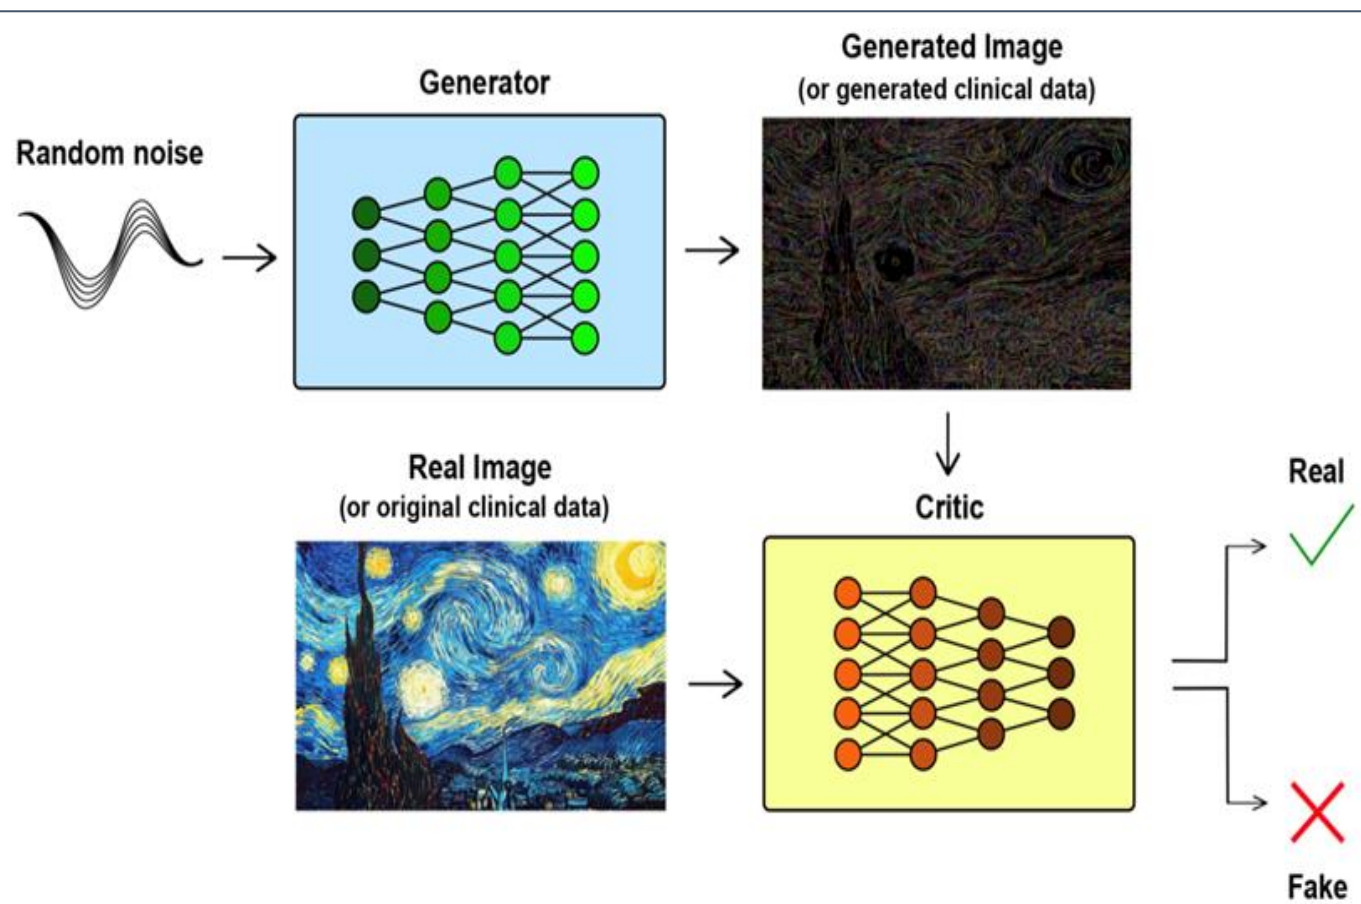 Generated Image
(or generated clinical data)
Generator
Random noise
Real Image
(or original clinical data)
Critic
Real
Fake